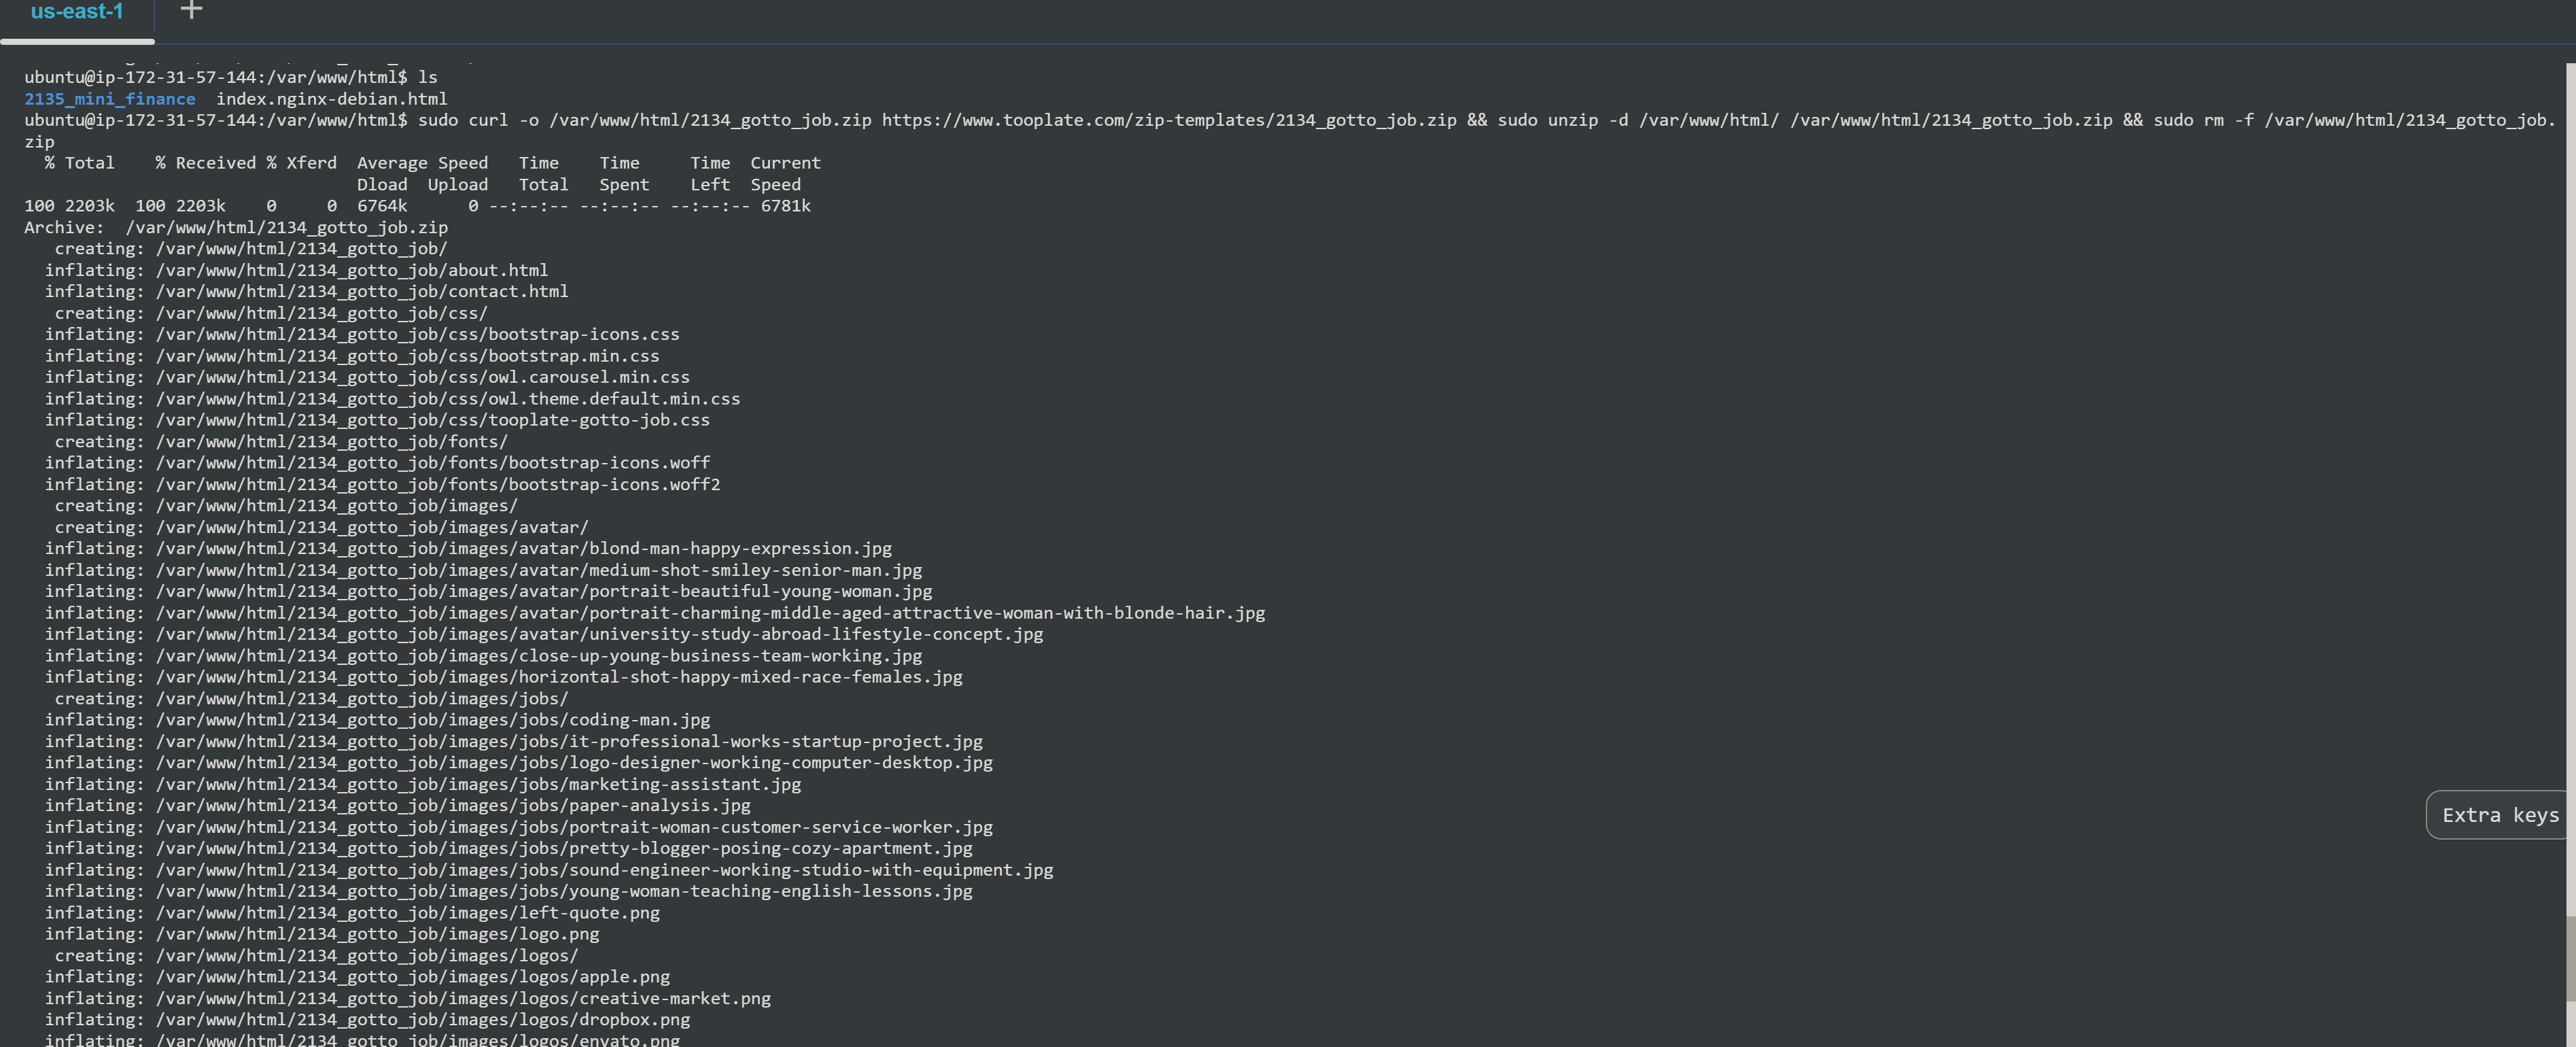 us-east-1 +
ubuntu@ip-172-31-57-144:/var/www/html$ ls
2135_mini_finance  index.nginx-debian.html
ubuntu@ip-172-31-57-144:/var/www/html$ sudo curl -o /var/www/html/2134_gotto_job.zip https://www.tooplate.com/zip-templates/2134_gotto_job.zip && sudo unzip -d /var/www/html/ /var/www/html/2134_gotto_job.zip && sudo rm -f /var/www/html/2134_gotto_job.
zip
  % Total    % Received % Xferd  Average Speed   Time    Time     Time  Current
                                 Dload  Upload   Total   Spent    Left  Speed
100 2203k  100 2203k    0     0  6764k      0 --:--:-- --:--:-- --:--:-- 6781k
Archive:  /var/www/html/2134_gotto_job.zip
   creating: /var/www/html/2134_gotto_job/
  inflating: /var/www/html/2134_gotto_job/about.html
  inflating: /var/www/html/2134_gotto_job/contact.html
   creating: /var/www/html/2134_gotto_job/css/
  inflating: /var/www/html/2134_gotto_job/css/bootstrap-icons.css
  inflating: /var/www/html/2134_gotto_job/css/bootstrap.min.css
  inflating: /var/www/html/2134_gotto_job/css/owl.carousel.min.css
  inflating: /var/www/html/2134_gotto_job/css/owl.theme.default.min.css
  inflating: /var/www/html/2134_gotto_job/css/tooplate-gotto-job.css
   creating: /var/www/html/2134_gotto_job/fonts/
  inflating: /var/www/html/2134_gotto_job/fonts/bootstrap-icons.woff
  inflating: /var/www/html/2134_gotto_job/fonts/bootstrap-icons.woff2
   creating: /var/www/html/2134_gotto_job/images/
   creating: /var/www/html/2134_gotto_job/images/avatar/
  inflating: /var/www/html/2134_gotto_job/images/avatar/blond-man-happy-expression.jpg
  inflating: /var/www/html/2134_gotto_job/images/avatar/medium-shot-smiley-senior-man.jpg
  inflating: /var/www/html/2134_gotto_job/images/avatar/portrait-beautiful-young-woman.jpg
  inflating: /var/www/html/2134_gotto_job/images/avatar/portrait-charming-middle-aged-attractive-woman-with-blonde-hair.jpg
  inflating: /var/www/html/2134_gotto_job/images/avatar/university-study-abroad-lifestyle-concept.jpg
  inflating: /var/www/html/2134_gotto_job/images/close-up-young-business-team-working.jpg
  inflating: /var/www/html/2134_gotto_job/images/horizontal-shot-happy-mixed-race-females.jpg
   creating: /var/www/html/2134_gotto_job/images/jobs/
  inflating: /var/www/html/2134_gotto_job/images/jobs/coding-man.jpg
  inflating: /var/www/html/2134_gotto_job/images/jobs/it-professional-works-startup-project.jpg
  inflating: /var/www/html/2134_gotto_job/images/jobs/logo-designer-working-computer-desktop.jpg
  inflating: /var/www/html/2134_gotto_job/images/jobs/marketing-assistant.jpg
  inflating: /var/www/html/2134_gotto_job/images/jobs/paper-analysis.jpg
  inflating: /var/www/html/2134_gotto_job/images/jobs/portrait-woman-customer-service-worker.jpg
  inflating: /var/www/html/2134_gotto_job/images/jobs/pretty-blogger-posing-cozy-apartment.jpg
  inflating: /var/www/html/2134_gotto_job/images/jobs/sound-engineer-working-studio-with-equipment.jpg
  inflating: /var/www/html/2134_gotto_job/images/jobs/young-woman-teaching-english-lessons.jpg
  inflating: /var/www/html/2134_gotto_job/images/left-quote.png
  inflating: /var/www/html/2134_gotto_job/images/logo.png
   creating: /var/www/html/2134_gotto_job/images/logos/
  inflating: /var/www/html/2134_gotto_job/images/logos/apple.png
  inflating: /var/www/html/2134_gotto_job/images/logos/creative-market.png
  inflating: /var/www/html/2134_gotto_job/images/logos/dropbox.png
  inflating: /var/www/html/2134_gotto_job/images/logos/envato.png
Extra keys